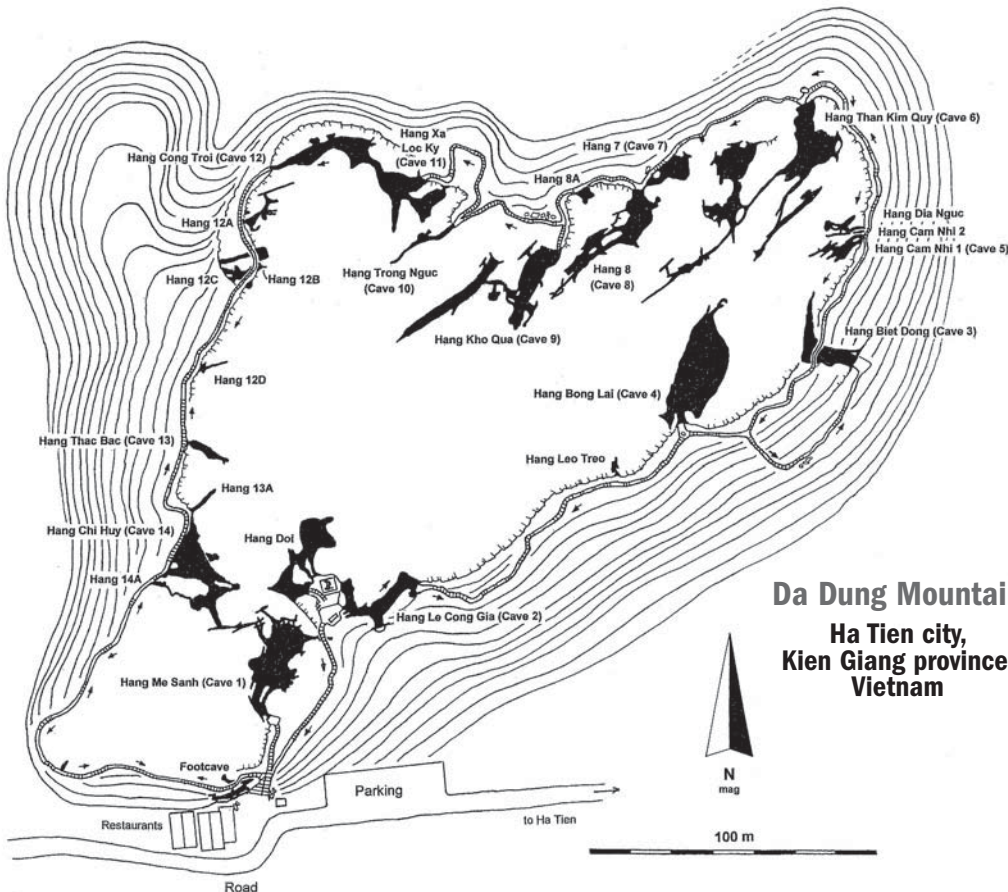 Hang Xa
Loc Ky
(Cave 11)
Hang Cong Troi (Cave 12)
Hang 7 (Cave 7)
Hang Than Kim Quy (Cave 6)
Hang 8A
Hang 12A
Hang Dia Nguc
Hang Cam Nhi 2
Hang Cam Nhi 1 (Cave 5)
Hang 12C
Hang 12B
Hang Trong Nguc
(Cave 10)
Hang 8
(Cave 8)
Hang Kho Qua (Cave 9)
Hang Biet Dong (Cave 3)
Hang 12D
Hang Bong Lai (Cave 4)
Hang Thac Bac (Cave 13)
Hang Leo Treo
Hang 13A
Hang Chi Huy (Cave 14)
Hang Doi
Hang 14A
Hang Le Cong Gia (Cave 2)
Da Dung Mountai
Ha Tien city,
Kien Giang province
Vietnam
Hang Me Sanh (Cave 1)
N
mag
Footcave
Parking
Restaurants
to Ha Tien
100 m
Road